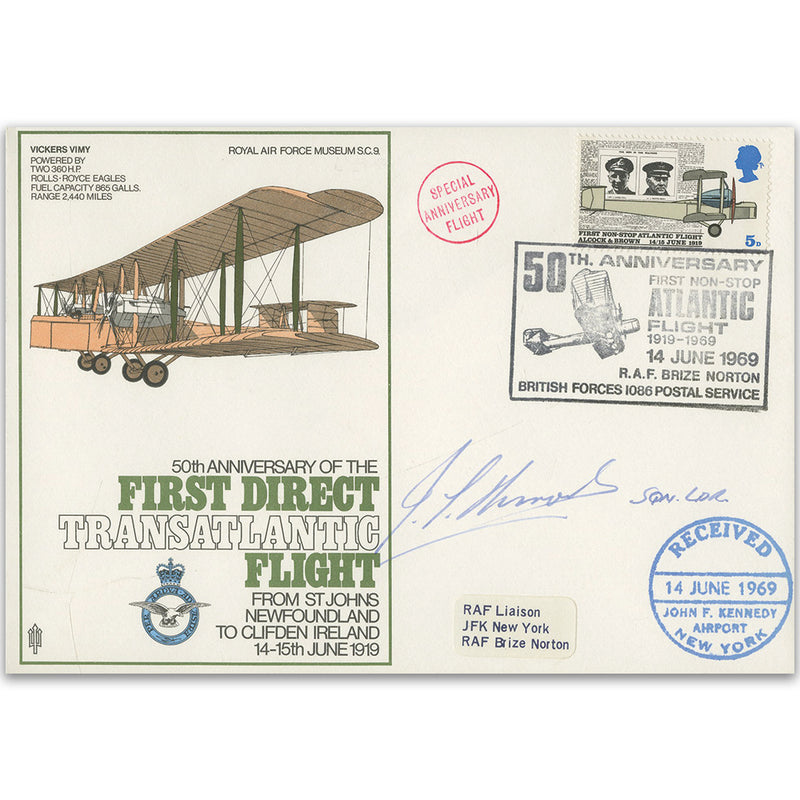 VICKERS VIMY
POWERED BY
TWO 360 H.P.
ROLLS-ROYCE EAGLES
FUEL CAPACITY 865 GALLS.
RANGE 2,440 MILES
ROYAL AIR FORCE MUSEUM S.C.9.
SPECIAL
ANNIVERSARY
FLIGHT
FIRST NON-STOP ATLANTIC FLIGHT
ALCOCK & BROWN 14/15 JUNE 1919
5D
50TH. ANNIVERSARY
FIRST NON-STOP
ATLANTIC
FLIGHT
1919-1969
14 JUNE 1969
R.A.F. BRIZE NORTON
BRITISH FORCES 1086 POSTAL SERVICE
50th ANNIVERSARY OF THE
FIRST DIRECT
TRANSATLANTIC
FLIGHT
FROM ST JOHNS
NEWFOUNDLAND
TO CLIFDEN IRELAND
14-15th JUNE 1919
SQN. LDR.
RAF Liaison
JFK New York
RAF Brize Norton
RECEIVED
14 JUNE 1969
JOHN F. KENNEDY
AIRPORT
NEW YORK